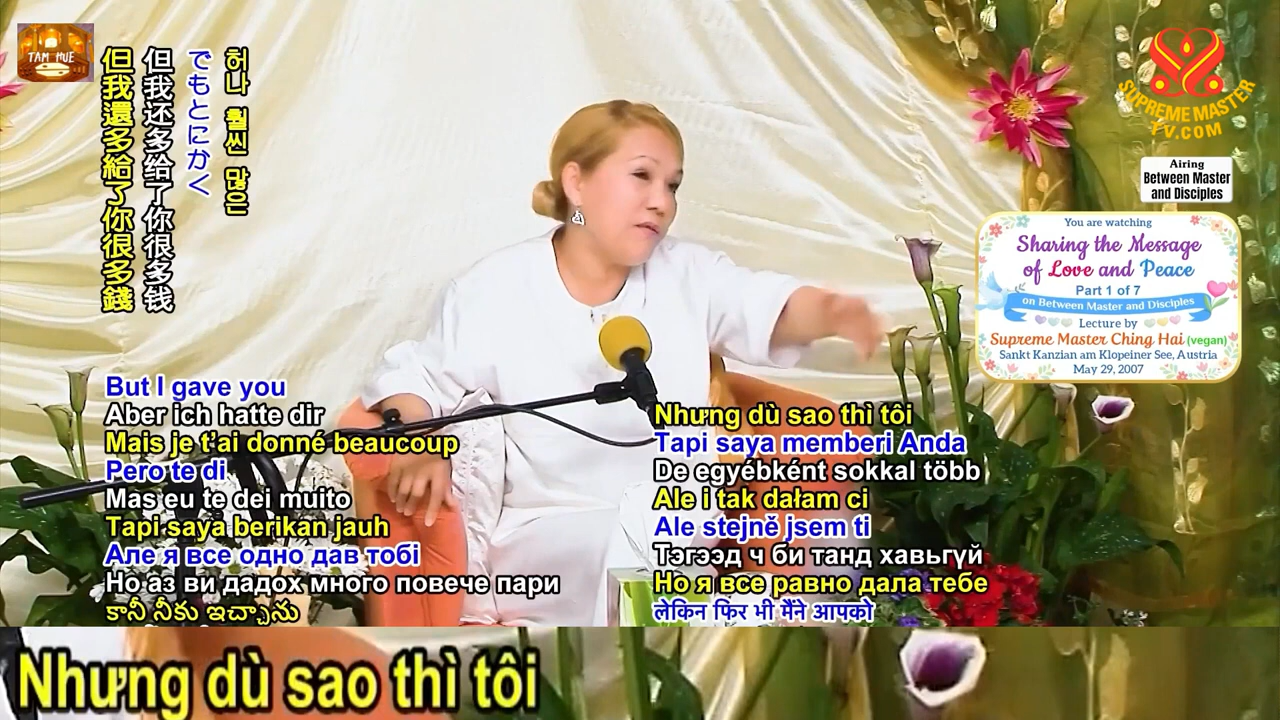 TAM HUE
但我還多給了你很多錢
但我还多给了你很多钱
でもとにかく
허나 훨씬 많은
SUPREME MASTER
TV.COM
Airing
Between Master
and Disciples
You are watching
Sharing the Message
of Love and Peace
Part 1 of 7
on Between Master and Disciples
Lecture by
Supreme Master Ching Hai (vegan)
Sankt Kanzian am Klopeiner See, Austria
May 29, 2007
But I gave you
Aber ich hatte dir
Mais je t'ai donné beaucoup
Pero te di
Mas eu te dei muito
Tapi saya berikan jauh
Але я все одно дав тобі
Но аз ви дадох много повече пари
కానీ నీకు ఇచ్చాను
Nhưng dù sao thì tôi
Tapi saya memberi Anda
De egyébként sokkal több
Ale i tak dałam ci
Ale stejně jsem ti
Тэгээд ч би танд хавьгүй
Но я все равно дала тебе
लेकिन फिर भी मैंने आपको
Nhưng dù sao thì tôi